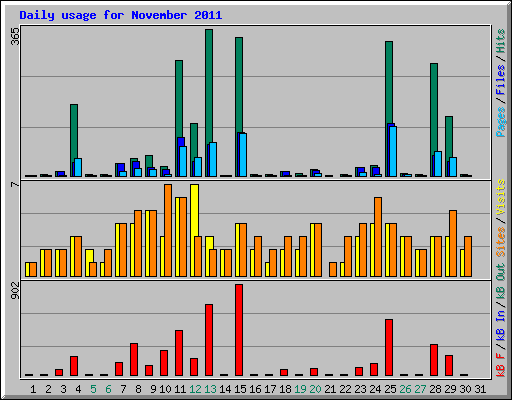 Daily usage for November 2011
365
Pages / Files / Hits
7
Sites / Visits
902
kB F / kB In / kB Out
1 2 3 4 5 6 7 8 9 10 11 12 13 14 15 16 17 18 19 20 21 22 23 24 25 26 27 28 29 30 31